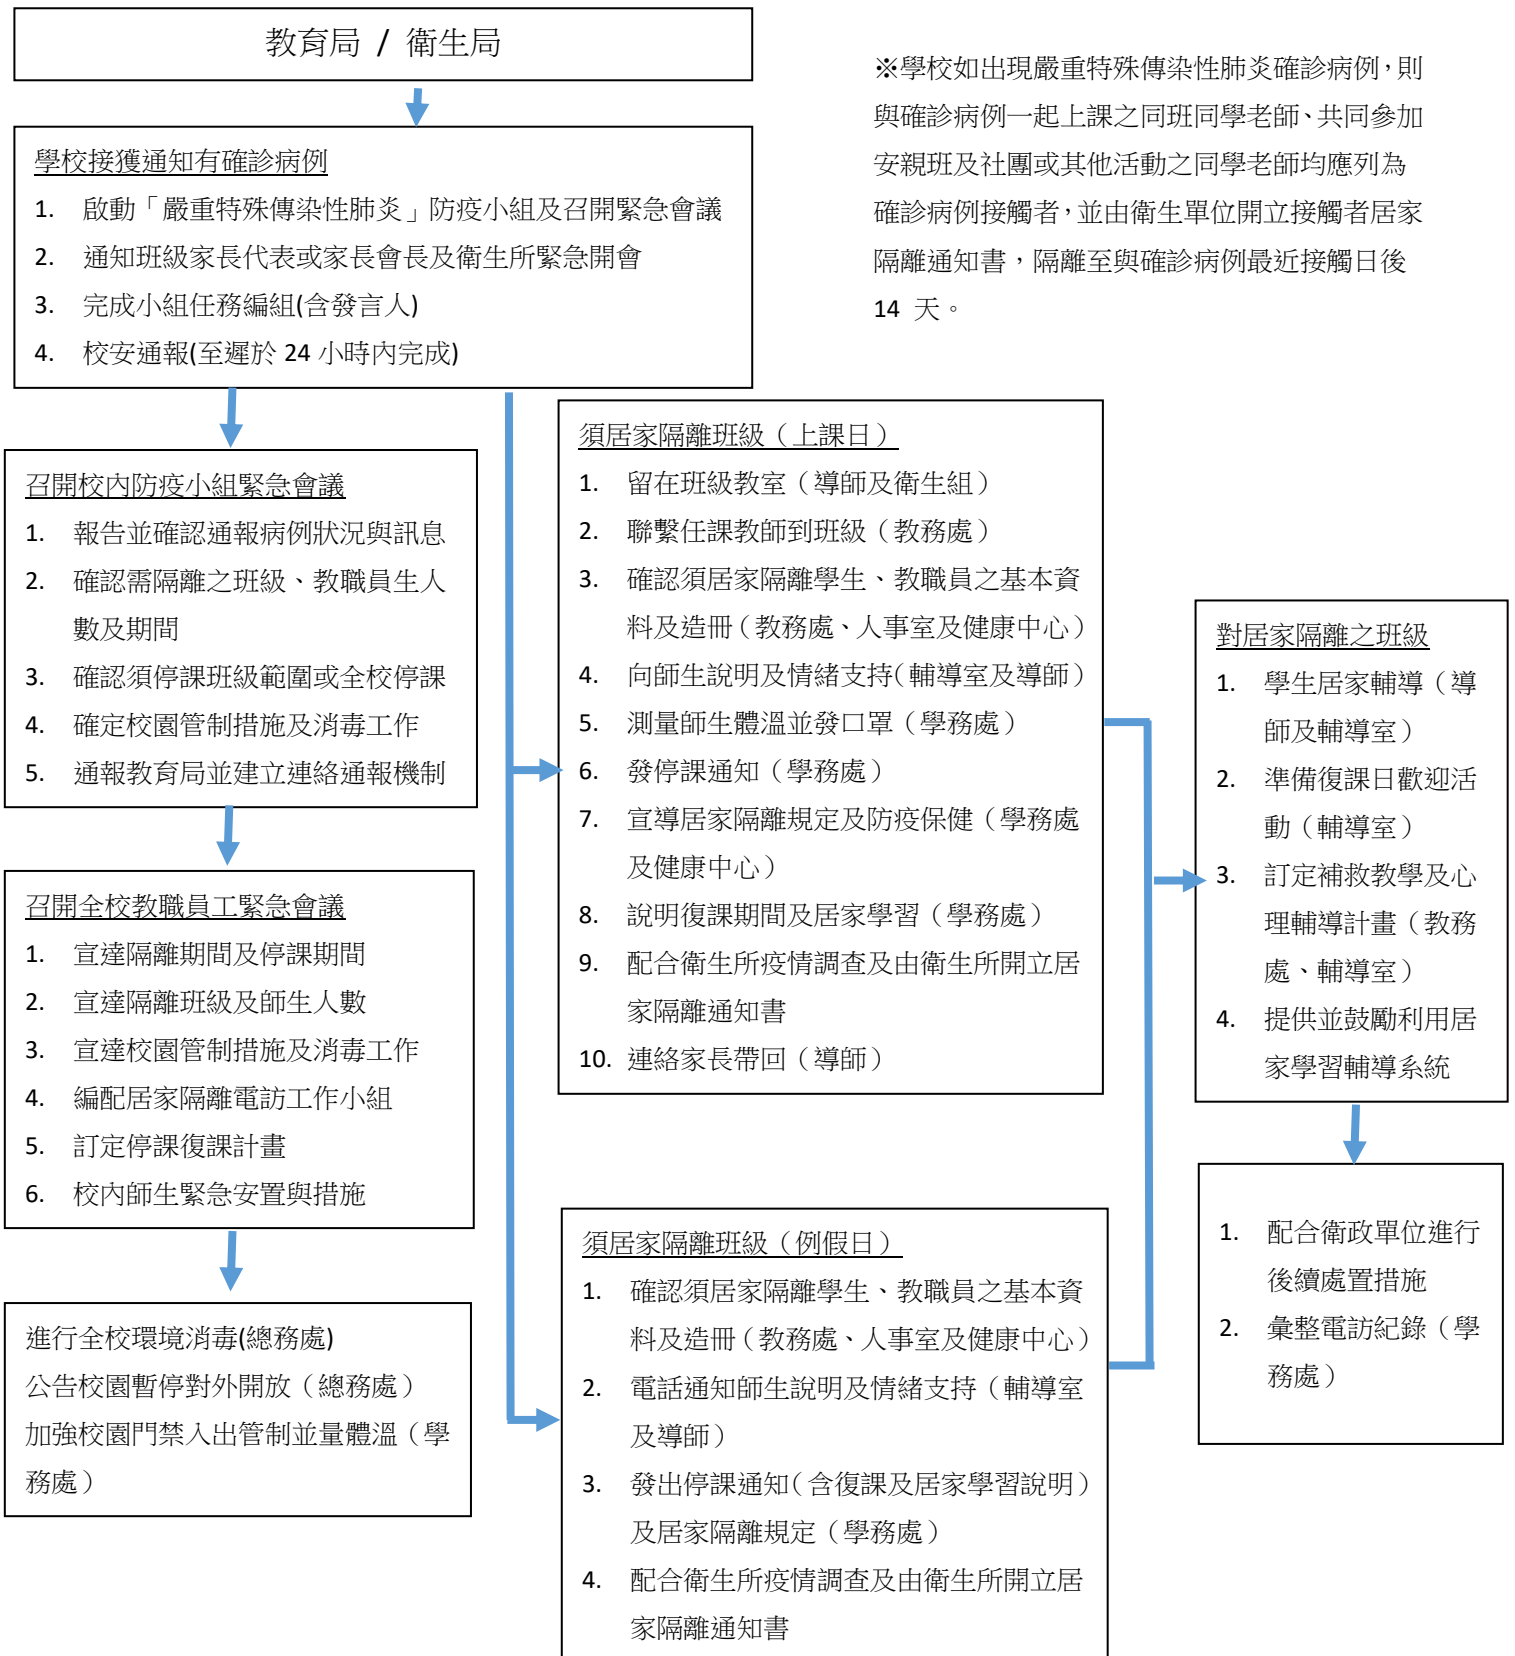 教育局 / 衛生局
※學校如出現嚴重特殊傳染性肺炎確診病例，則
與確診病例一起上課之同班同學老師、共同參加
安親班及社團或其他活動之同學老師均應列為
確診病例接觸者，並由衛生單位開立接觸者居家
隔離通知書，隔離至與確診病例最近接觸日後
14 天。
學校接獲通知有確診病例
1. 啟動「嚴重特殊傳染性肺炎」防疫小組及召開緊急會議
2. 通知班級家長代表或家長會長及衛生所緊急開會
3. 完成小組任務編組(含發言人)
4. 校安通報(至遲於 24 小時內完成)
召開校內防疫小組緊急會議
1. 報告並確認通報病例狀況與訊息
2. 確認需隔離之班級、教職員生人
數及期間
3. 確認須停課班級範圍或全校停課
4. 確定校園管制措施及消毒工作
5. 通報教育局並建立連絡通報機制
召開全校教職員工緊急會議
1. 宣達隔離期間及停課期間
2. 宣達隔離班級及師生人數
3. 宣達校園管制措施及消毒工作
4. 編配居家隔離電訪工作小組
5. 訂定停課復課計畫
6. 校內師生緊急安置與措施
進行全校環境消毒(總務處)
公告校園暫停對外開放（總務處）
加強校園門禁入出管制並量體溫（學
務處）
須居家隔離班級（上課日）
1. 留在班級教室（導師及衛生組）
2. 聯繫任課教師到班級（教務處）
3. 確認須居家隔離學生、教職員之基本資
料及造冊（教務處、人事室及健康中心）
4. 向師生說明及情緒支持（輔導室及導師）
5. 測量師生體溫並發口罩（學務處）
6. 發停課通知（學務處）
7. 宣導居家隔離規定及防疫保健（學務處
及健康中心）
8. 說明復課期間及居家學習（學務處）
9. 配合衛生所疫情調查及由衛生所開立居
家隔離通知書
10. 連絡家長帶回（導師）
須居家隔離班級（例假日）
1. 確認須居家隔離學生、教職員之基本資
料及造冊（教務處、人事室及健康中心）
2. 電話通知師生說明及情緒支持（輔導室
及導師）
3. 發出停課通知（含復課及居家學習說明）
及居家隔離規定（學務處）
4. 配合衛生所疫情調查及由衛生所開立居
家隔離通知書
對居家隔離之班級
1. 學生居家輔導（導
師及輔導室）
2. 準備復課日歡迎活
動（輔導室）
3. 訂定補救教學及心
理輔導計畫（教務
處、輔導室）
4. 提供並鼓勵利用居
家學習輔導系統
1. 配合衛政單位進行
後續處置措施
2. 彙整電訪紀錄（學
務處）